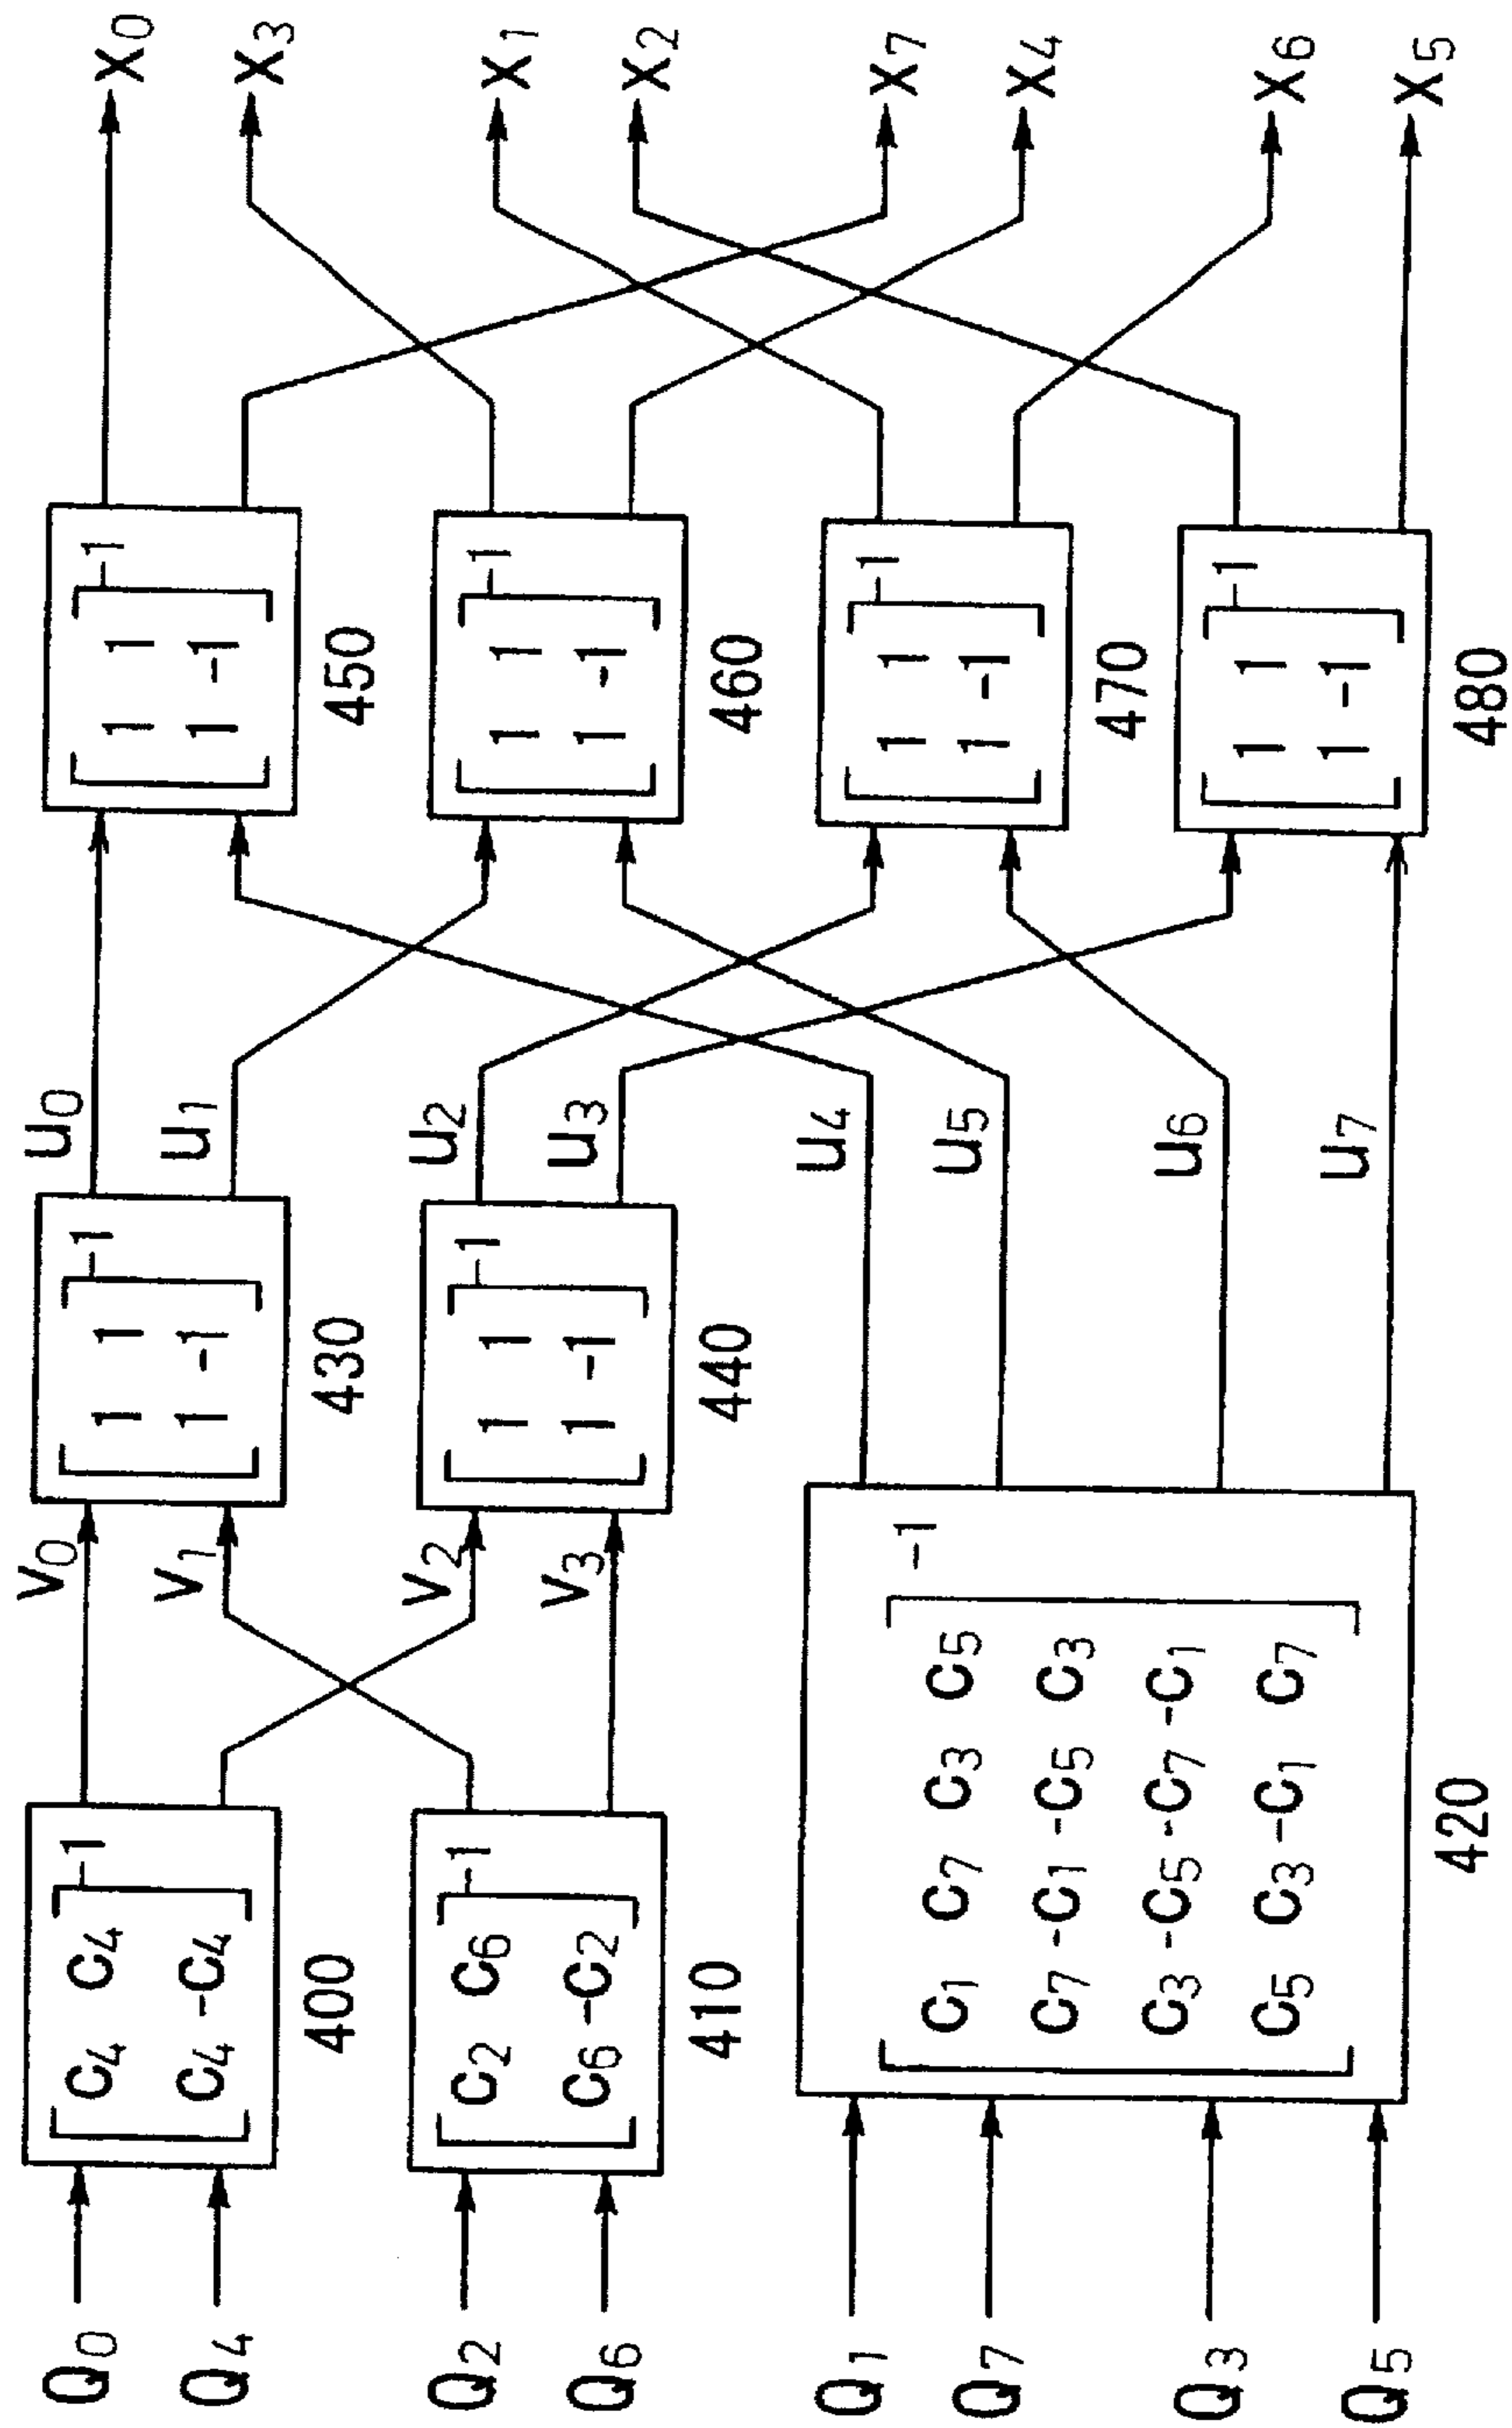 Q0
Q4
Q2
Q6
Q1
Q7
Q3
Q5
[C4 C4
C4 -C4] -1
400
[C2 C6
C6 -C2] -1
410
[C1 C7 C3 C5
C7 -C1 -C5 C3
C3 -C5 -C7 -C1
C5 C3 -C1 C7] -1
420
V0
V1
V2
V3
[1 1
1 -1] -1
430
[1 1
1 -1] -1
440
u0
u1
u2
u3
u4
u5
u6
u7
[1 1
1 -1] -1
450
[1 1
1 -1] -1
460
[1 1
1 -1] -1
470
[1 1
1 -1] -1
480
X0
X3
X1
X2
X7
X4
X6
X5